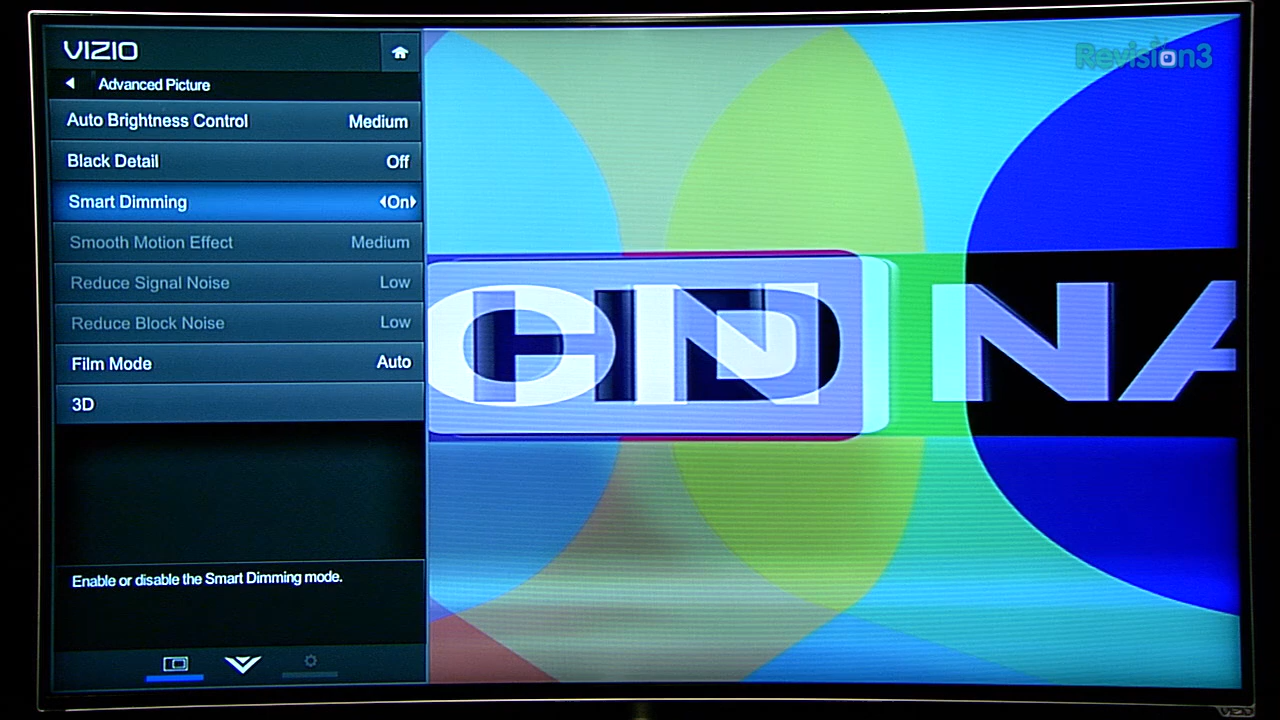 VIZIO
Advanced Picture
Auto Brightness Control Medium
Black Detail Off
Smart Dimming On
Smooth Motion Effect Medium
Reduce Signal Noise Low
Reduce Block Noise Low
Film Mode Auto
3D
Enable or disable the Smart Dimming mode.
Revision3
NA